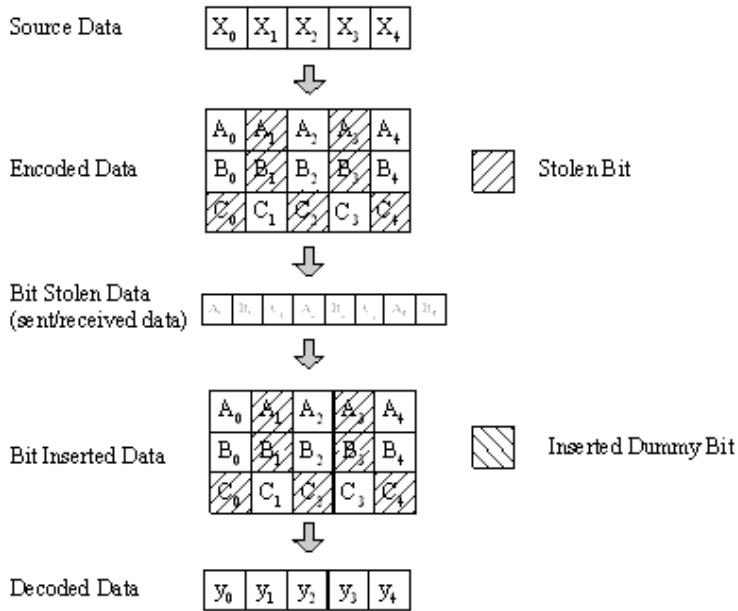 Source Data X₀ X₁ X₂ X₃ X₄
A₀ A₁ A₂ A₃ A₄
Encoded Data B₀ B₁ B₂ B₃ B₄ Stolen Bit
C₀ C₁ C₂ C₃ C₄
Bit Stolen Data
(sent/received data)
A₀ A₁ A₂ A₃ A₄
Bit Inserted Data B₀ B₁ B₂ B₃ B₄ Inserted Dummy Bit
C₀ C₁ C₂ C₃ C₄
Decoded Data y₀ y₁ y₂ y₃ y₄